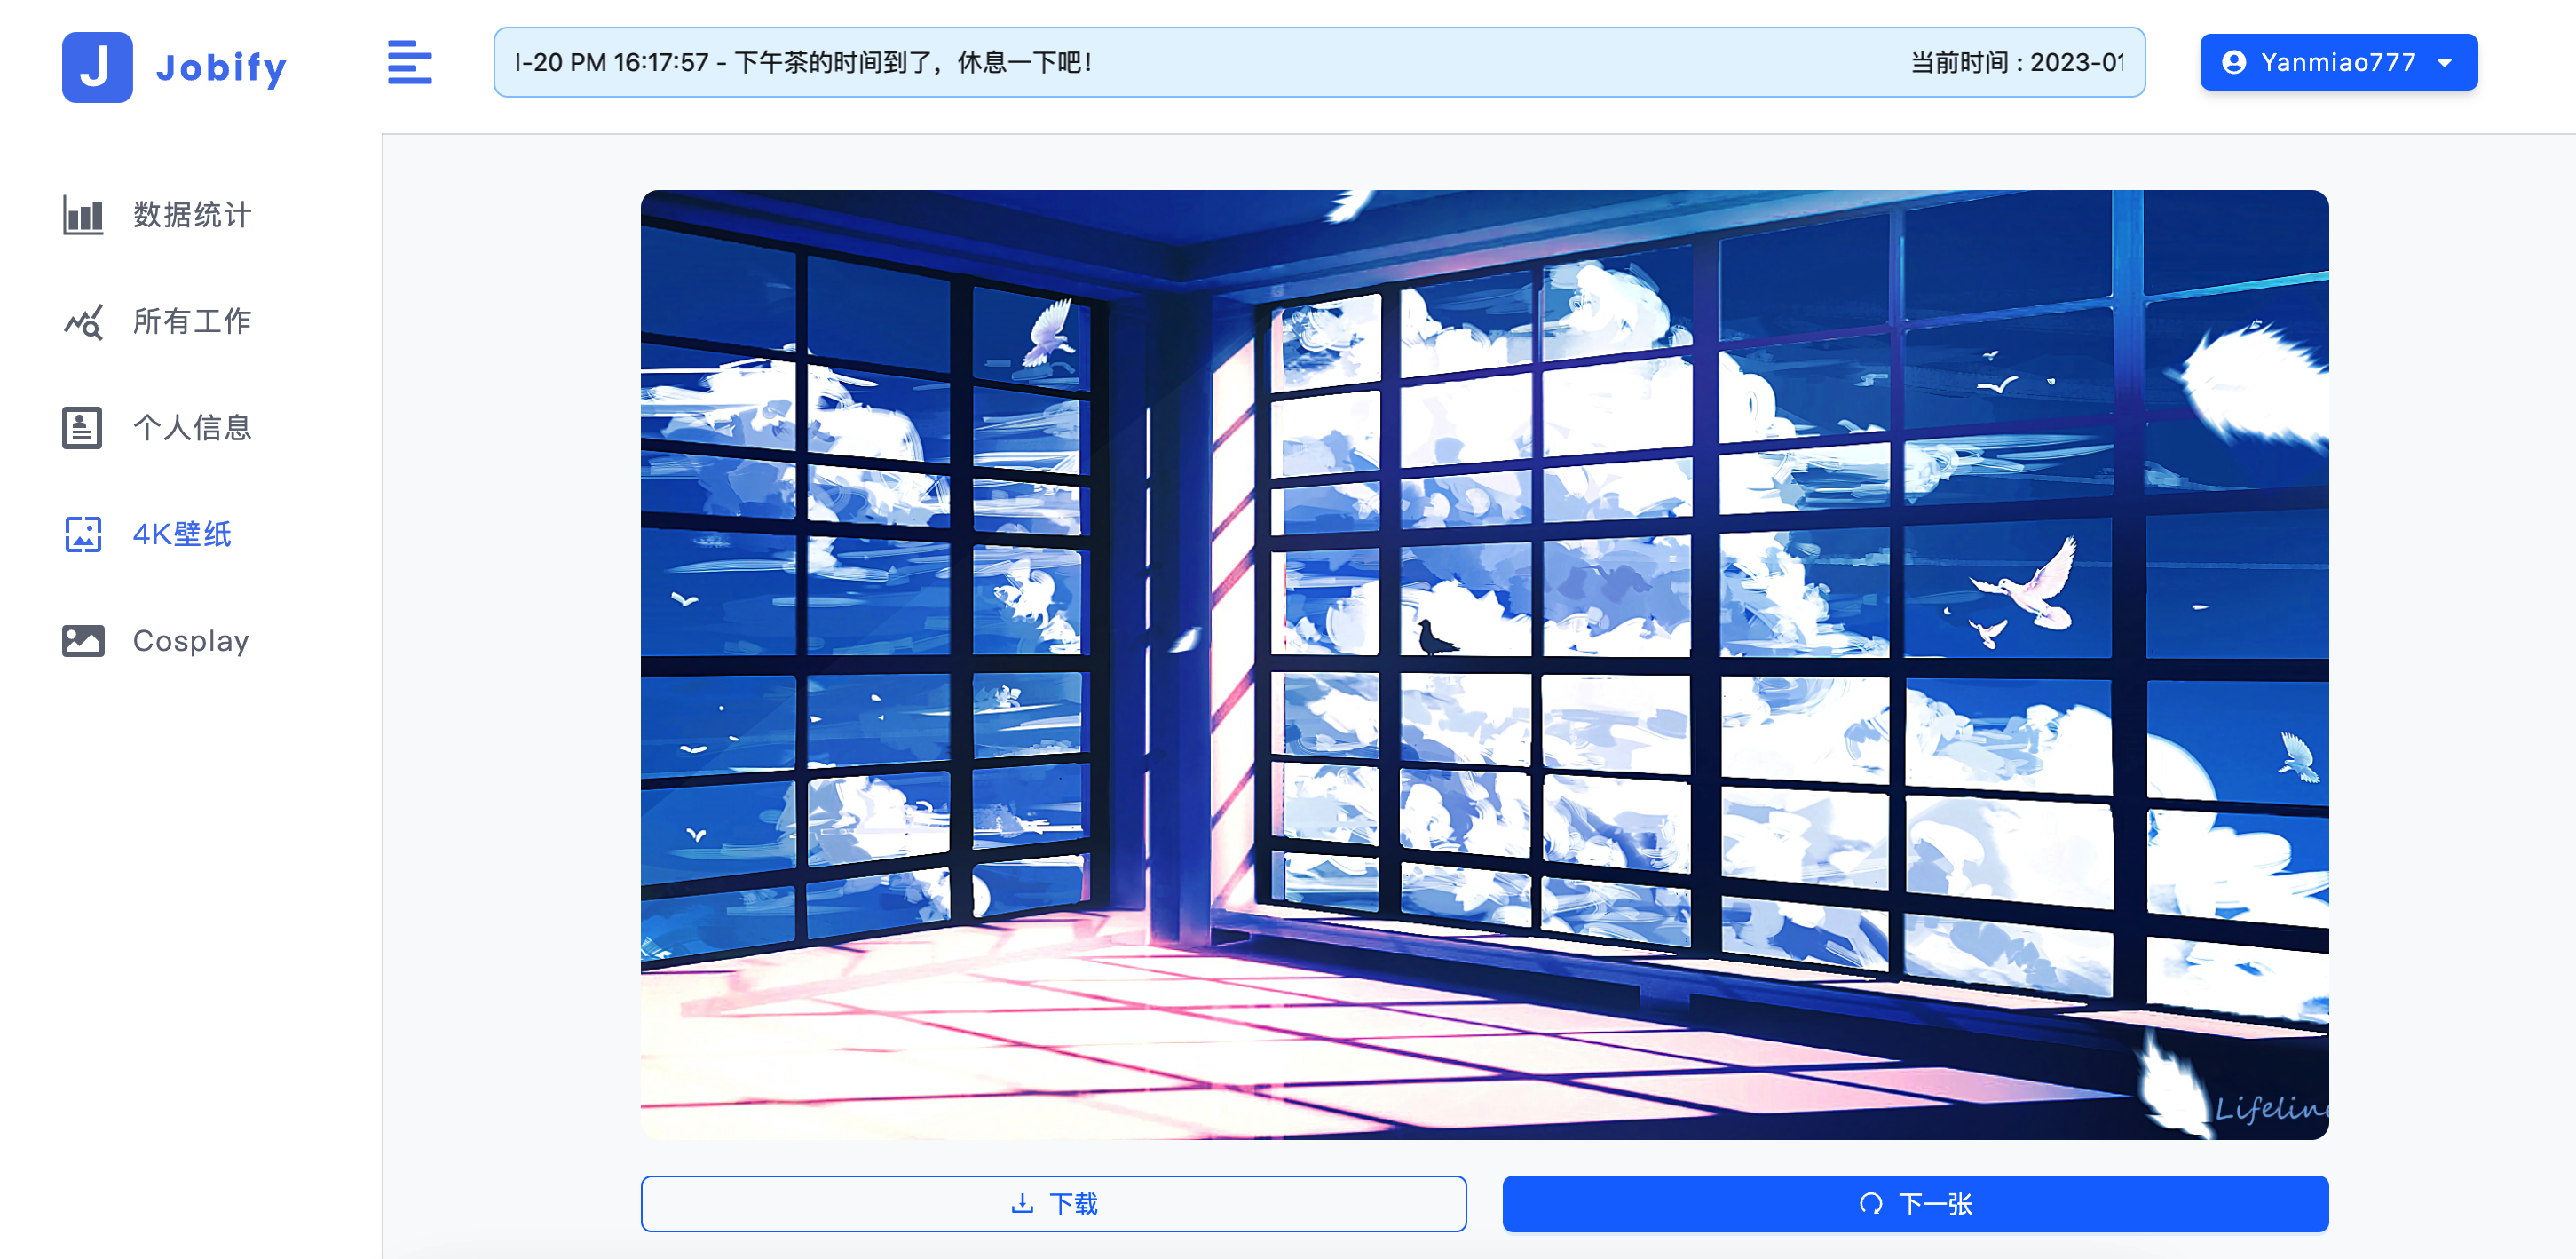 J Jobify
I-20 PM 16:17:57 - 下午茶的时间到了，休息一下吧！
当前时间 : 2023-01
Yanmiao777
数据统计
所有工作
个人信息
4K壁纸
Cosplay
Lifeline
下载
下一张